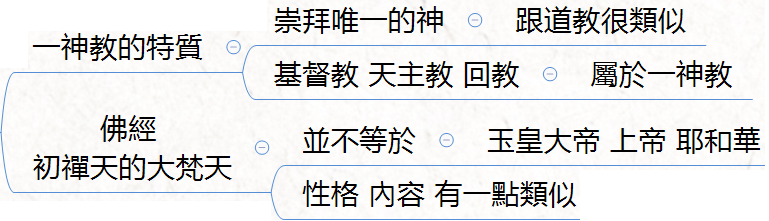 一神教的特質
崇拜唯一的神
跟道教很類似
基督教 天主教 回教
屬於一神教
佛經
初禪天的大梵天
並不等於
玉皇大帝 上帝 耶和華
性格 內容 有一點類似